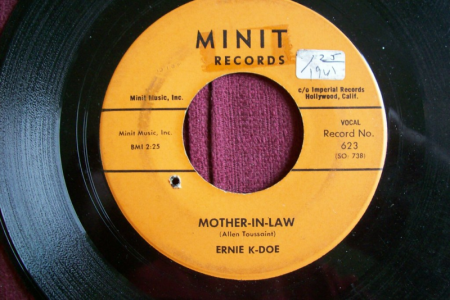 MINIT
RECORDS
1961
Minit Music, Inc.
c/o Imperial Records
Hollywood, Calif.
Minit Music, Inc.
BMI 2:25
VOCAL
Record No.
623
(SO-738)
MOTHER-IN-LAW
(Allen Toussaint)
ERNIE K-DOE